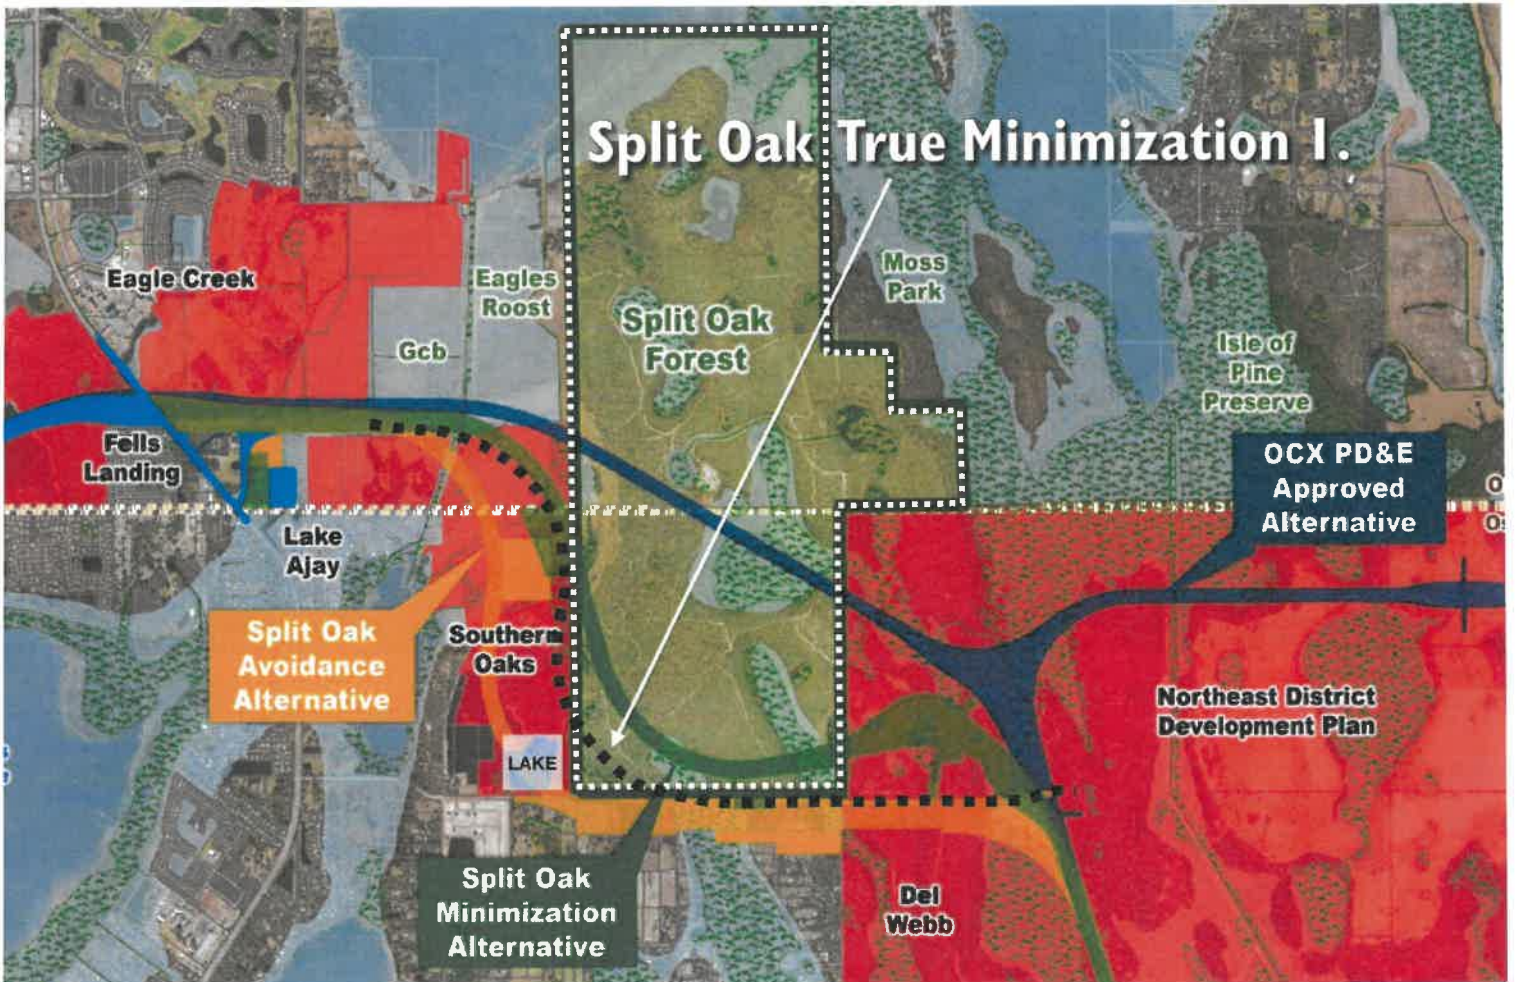 Split Oak True Minimization 1.
Eagle Creek
Eagles
Roost
Moss
Park
Split Oak
Forest
Gcb
Isle of
Pine
Preserve
Fells
Landing
OCX PD&E
Approved
Alternative
Lake
Ajay
Split Oak
Avoidance
Alternative
Southern
Oaks
Northeast District
Development Plan
LAKE
Split Oak
Minimization
Alternative
Del
Webb